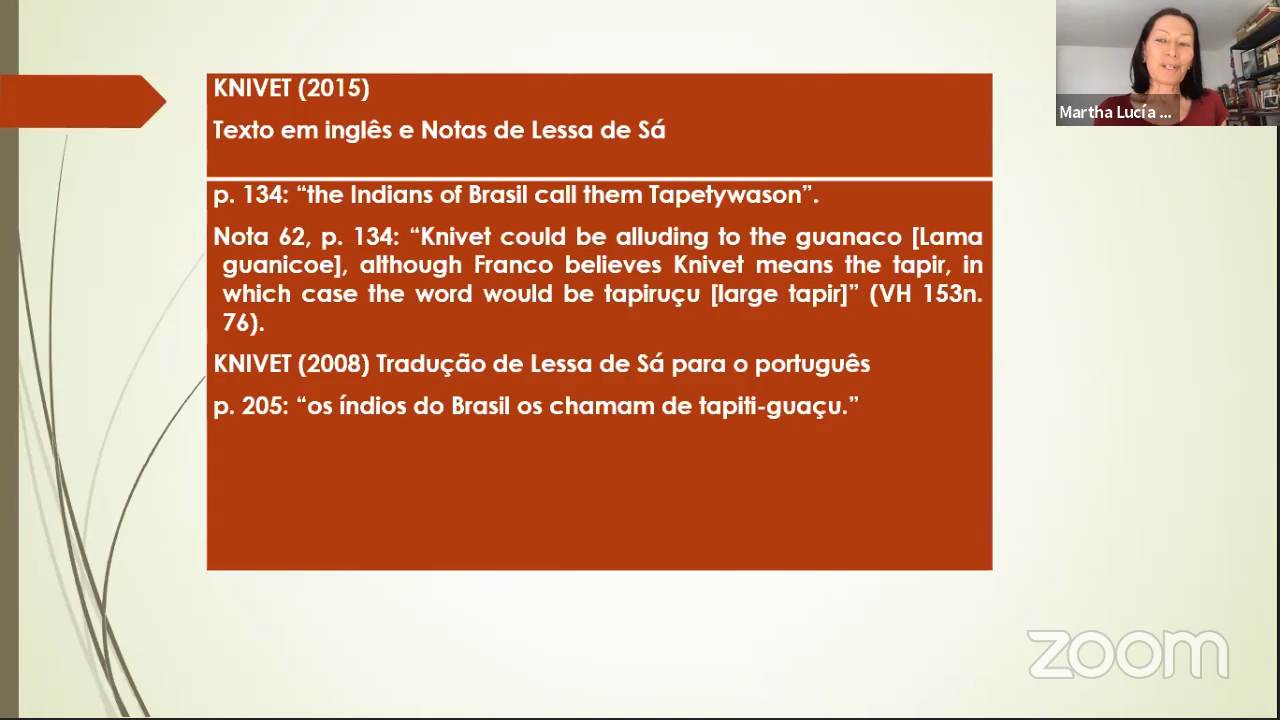 KNIVET (2015)
Texto em inglês e Notas de Lessa de Sá
p. 134: “the Indians of Brasil call them Tapetywason”.
Nota 62, p. 134: “Knivet could be alluding to the guanaco [Lama
guanicoe], although Franco believes Knivet means the tapir, in
which case the word would be tapiruçu [large tapir]” (VH 153n.
76).
KNIVET (2008) Tradução de Lessa de Sá para o português
p. 205: “os índios do Brasil os chamam de tapiti-guaçu.”
Martha Lucía ...
zoom